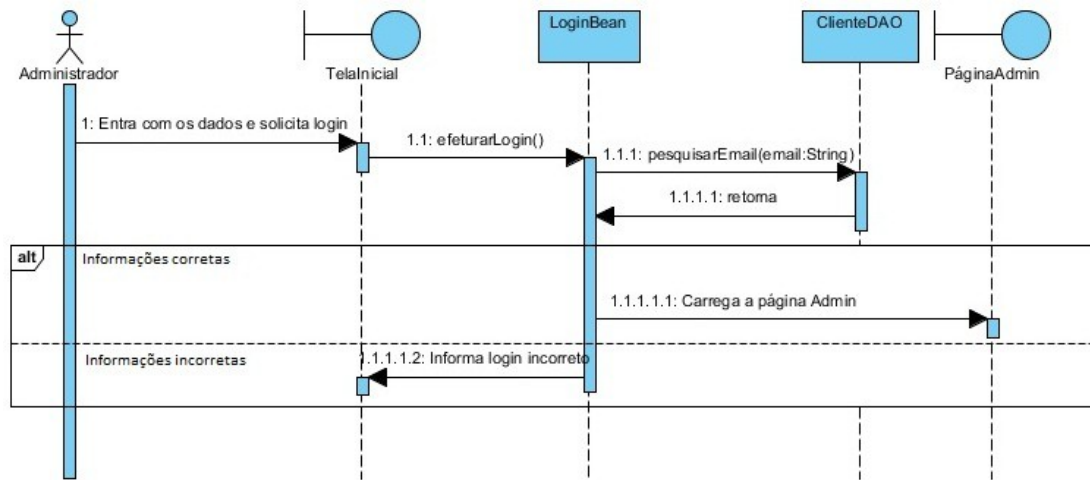 LoginBean
ClienteDAO
Administrador
TelaInicial
PáginaAdmin
1: Entra com os dados e solicita login
1.1: efeturarLogin()
1.1.1: pesquisarEmail(email:String)
1.1.1.1: retorna
alt
Informações corretas
1.1.1.1.1: Carrega a página Admin
Informações incorretas
1.1.1.1.2: Informa login incorreto